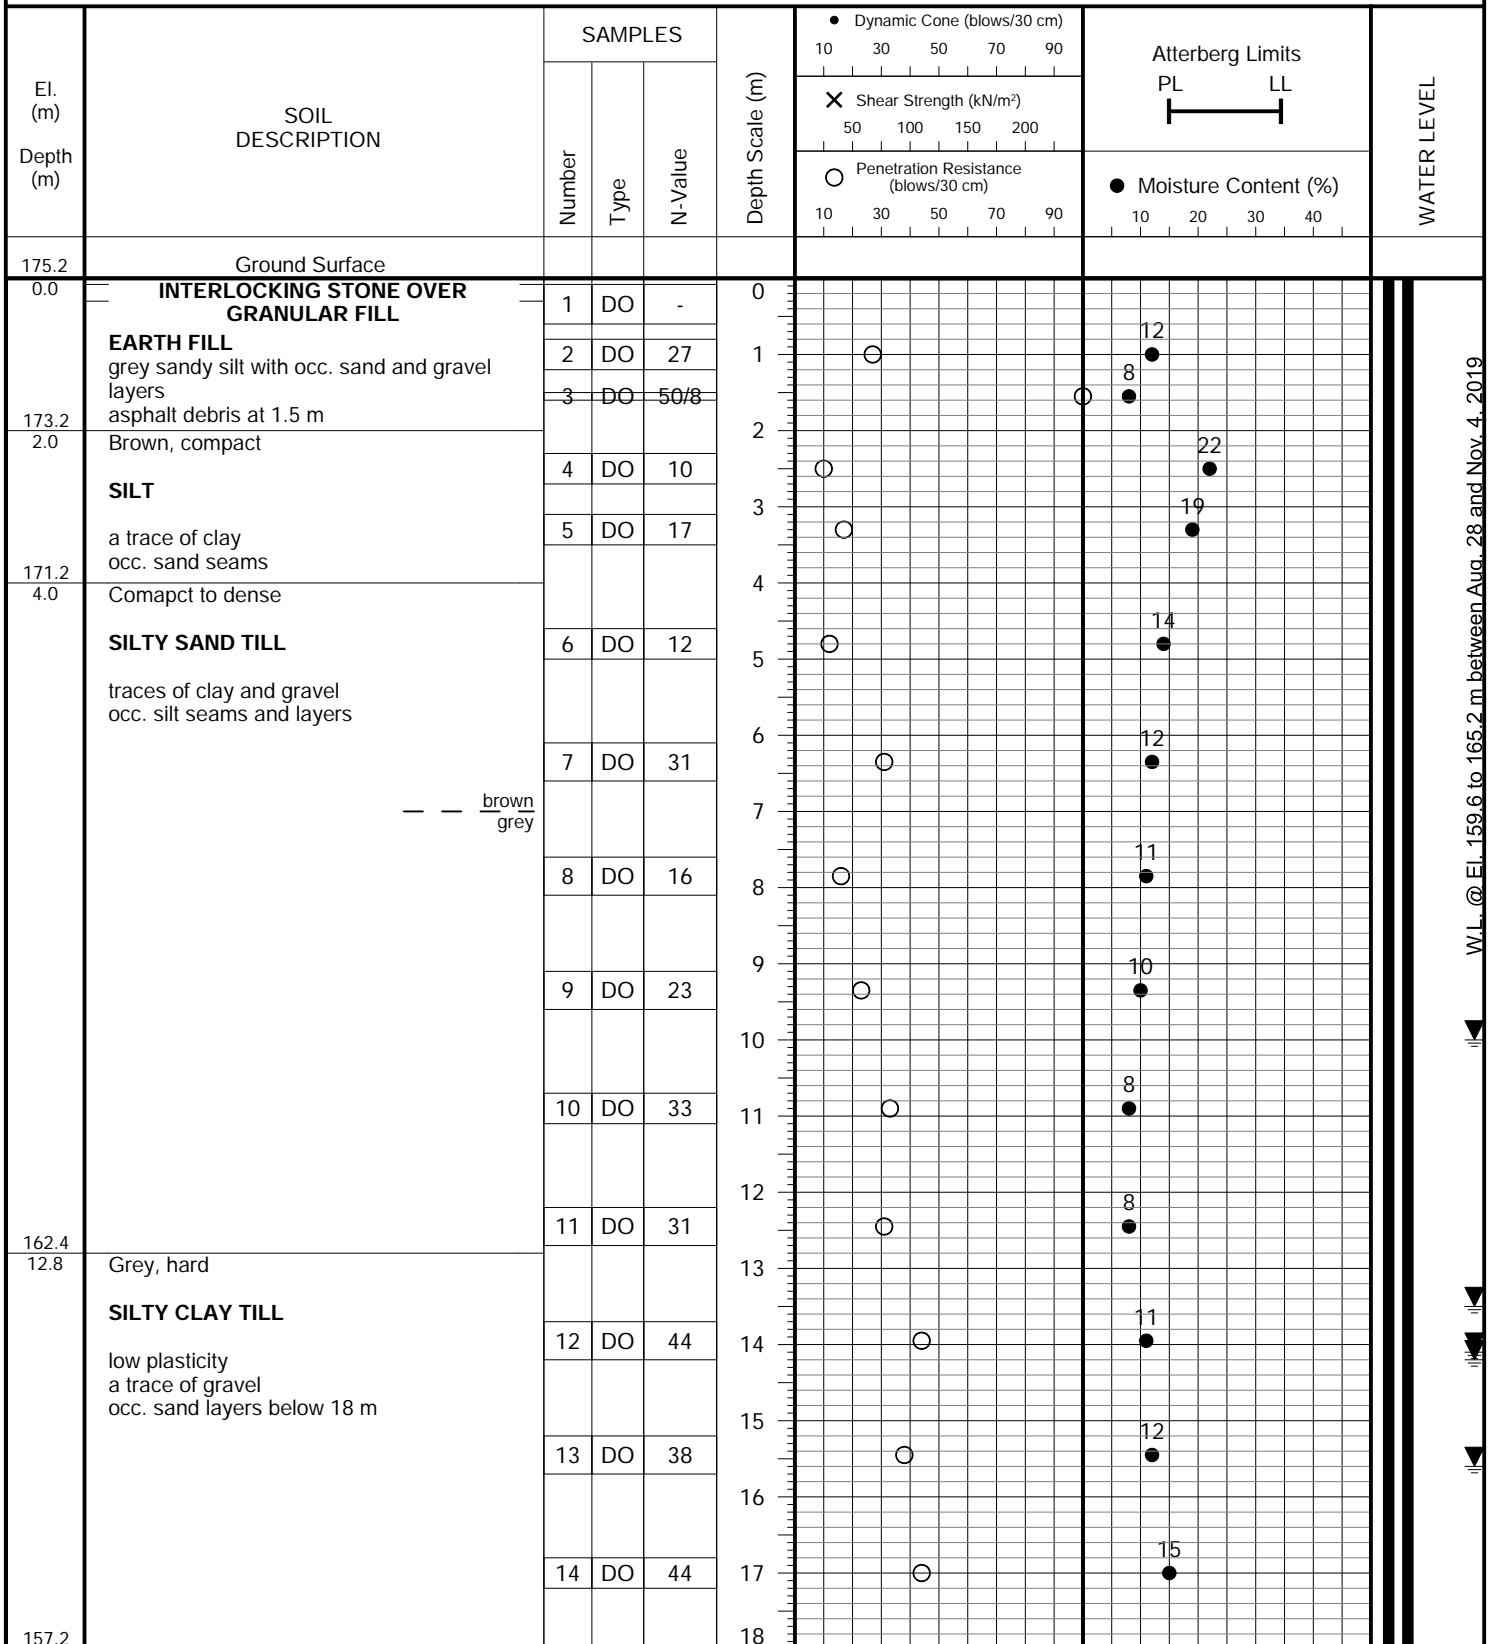 El.
(m)
Depth
(m)
SOIL
DESCRIPTION
SAMPLES
Number
Type
N-Value
Depth Scale (m)
Dynamic Cone (blows/30 cm)
10 30 50 70 90
Shear Strength (kN/m²)
50 100 150 200
Penetration Resistance
(blows/30 cm)
10 30 50 70 90
Atterberg Limits
PL LL
Moisture Content (%)
10 20 30 40
WATER LEVEL
175.2 Ground Surface
0.0 INTERLOCKING STONE OVER
GRANULAR FILL
EARTH FILL
grey sandy silt with occ. sand and gravel
layers
asphalt debris at 1.5 m
173.2
2.0 Brown, compact
SILT
a trace of clay
occ. sand seams
171.2
4.0 Comapct to dense
SILTY SAND TILL
traces of clay and gravel
occ. silt seams and layers
brown
grey
162.4
12.8 Grey, hard
SILTY CLAY TILL
low plasticity
a trace of gravel
occ. sand layers below 18 m
157.2
1 DO -
2 DO 27
3 DO 50/8
4 DO 10
5 DO 17
6 DO 12
7 DO 31
8 DO 16
9 DO 23
10 DO 33
11 DO 31
12 DO 44
13 DO 38
14 DO 44
0
1
2
3
4
5
6
7
8
9
10
11
12
13
14
15
16
17
18
12
8
22
19
14
12
11
10
8
8
11
12
15
W.L. @ El. 159.6 to 165.2 m between Aug. 28 and Nov. 4, 2019